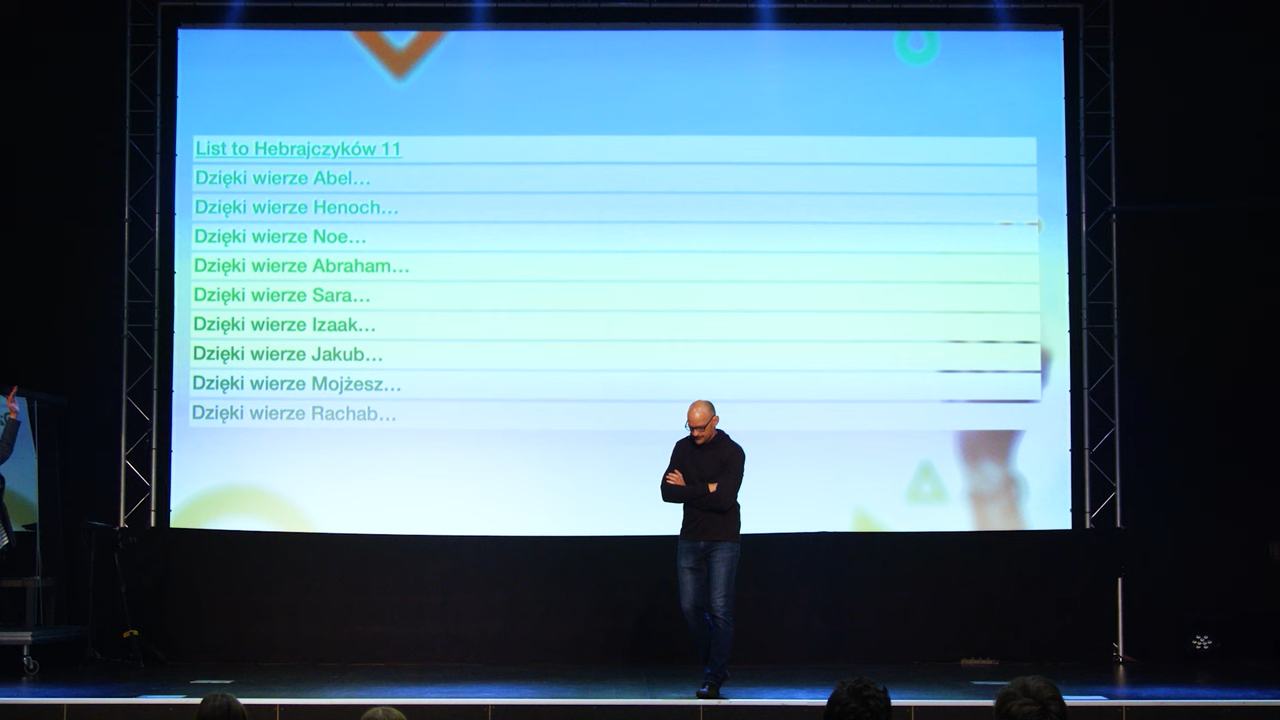 List to Hebrajczyków 11
Dzięki wierze Abel...
Dzięki wierze Henoch...
Dzięki wierze Noe...
Dzięki wierze Abraham...
Dzięki wierze Sara...
Dzięki wierze Izaak...
Dzięki wierze Jakub...
Dzięki wierze Mojżesz...
Dzięki wierze Rachab...